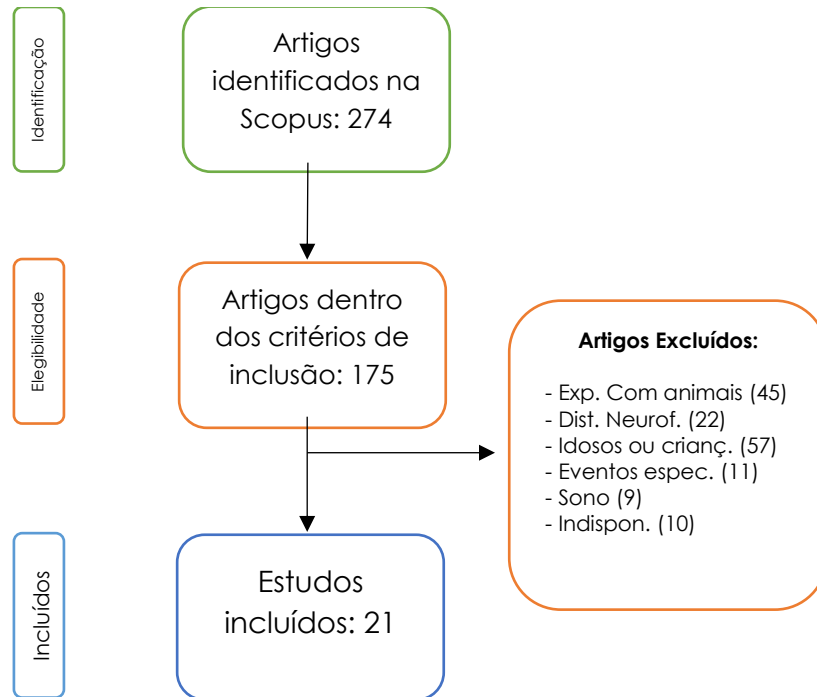 Identificação
Artigos
identificados na
Scopus: 274
Elegibilidade
Artigos dentro
dos critérios de
inclusão: 175
Artigos Excluídos:
- Exp. Com animais (45)
- Dist. Neurof. (22)
- Idosos ou crianç. (57)
- Eventos espec. (11)
- Sono (9)
- Indispon. (10)
Incluídos
Estudos
incluídos: 21